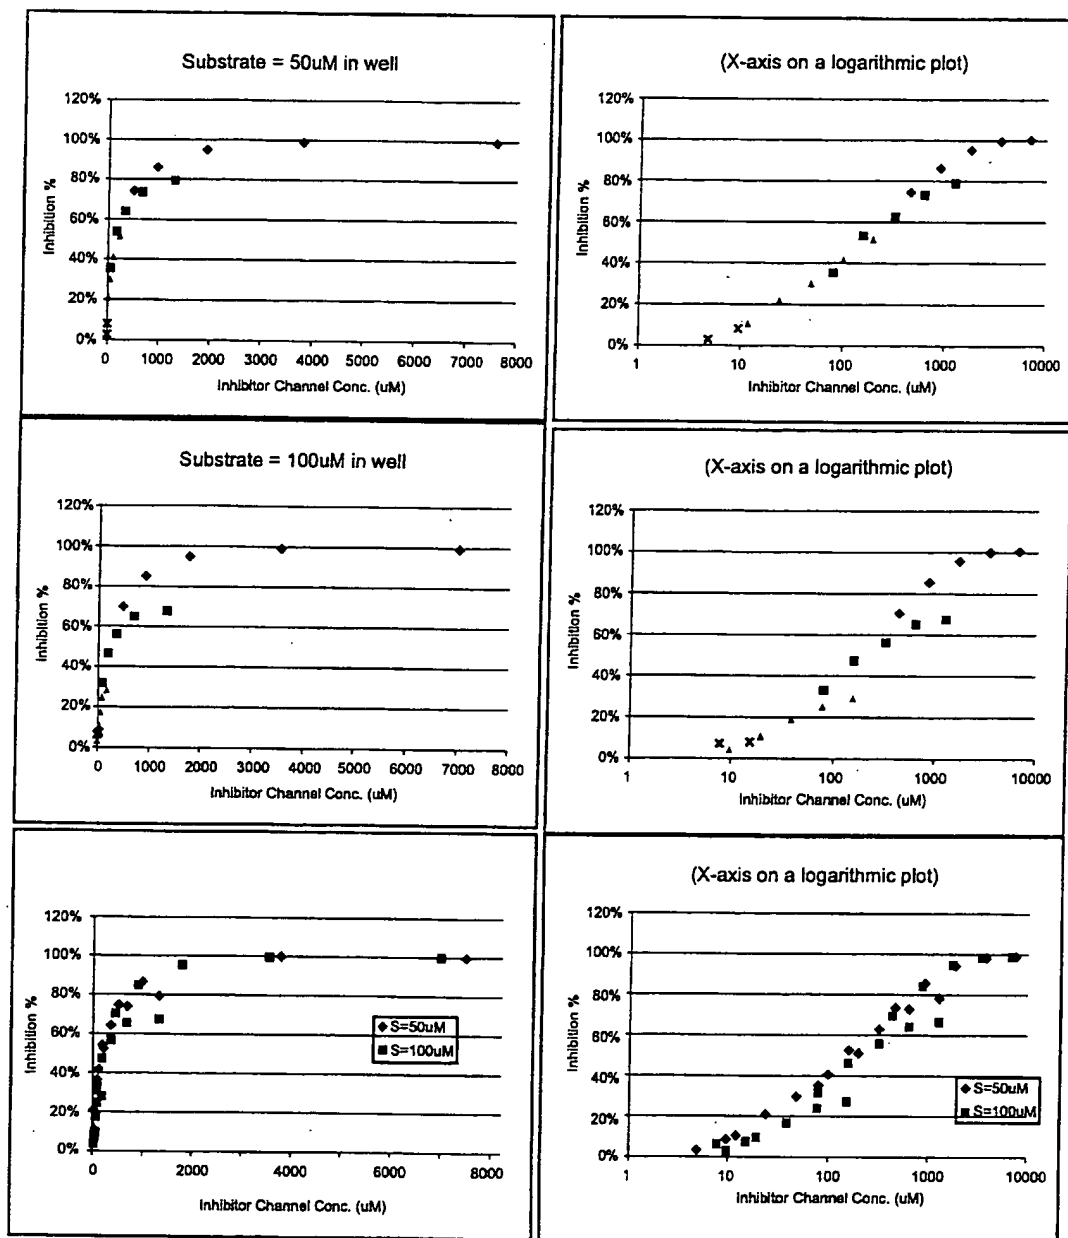 Substrate = 50uM in well
120%
100%
80%
60%
40%
20%
0%
Inhibition %
0 1000 2000 3000 4000 5000 6000 7000 8000
Inhibitor Channel Conc. (uM)
(X-axis on a logarithmic plot)
120%
100%
80%
60%
40%
20%
0%
Inhibition %
1 10 100 1000 10000
Inhibitor Channel Conc. (uM)
Substrate = 100uM in well
120%
100%
80%
60%
40%
20%
0%
Inhibition %
0 1000 2000 3000 4000 5000 6000 7000 8000
Inhibitor Channel Conc. (uM)
(X-axis on a logarithmic plot)
120%
100%
80%
60%
40%
20%
0%
Inhibition %
1 10 100 1000 10000
Inhibitor Channel Conc. (uM)
120%
100%
80%
60%
40%
20%
0%
Inhibition %
S=50uM
S=100uM
0 2000 4000 6000 8000
Inhibitor Channel Conc. (uM)
(X-axis on a logarithmic plot)
120%
100%
80%
60%
40%
20%
0%
Inhibition %
S=50uM
S=100uM
1 10 100 1000 10000
Inhibitor Channel Conc. (uM)